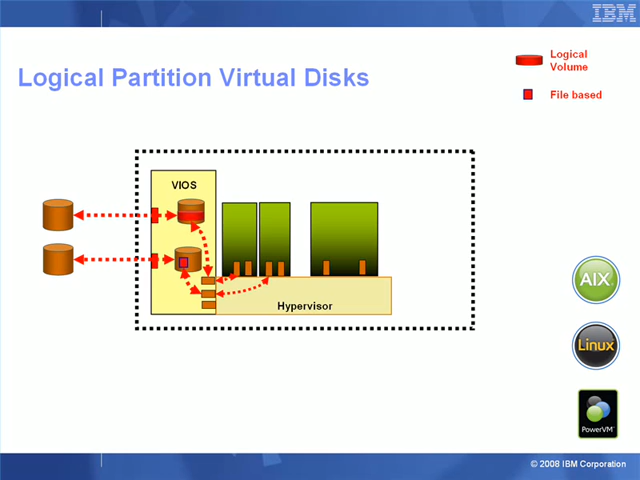 IBM
Logical Partition Virtual Disks
Logical
Volume
File based
VIOS
Hypervisor
AIX
Linux
PowerVM
© 2008 IBM Corporation